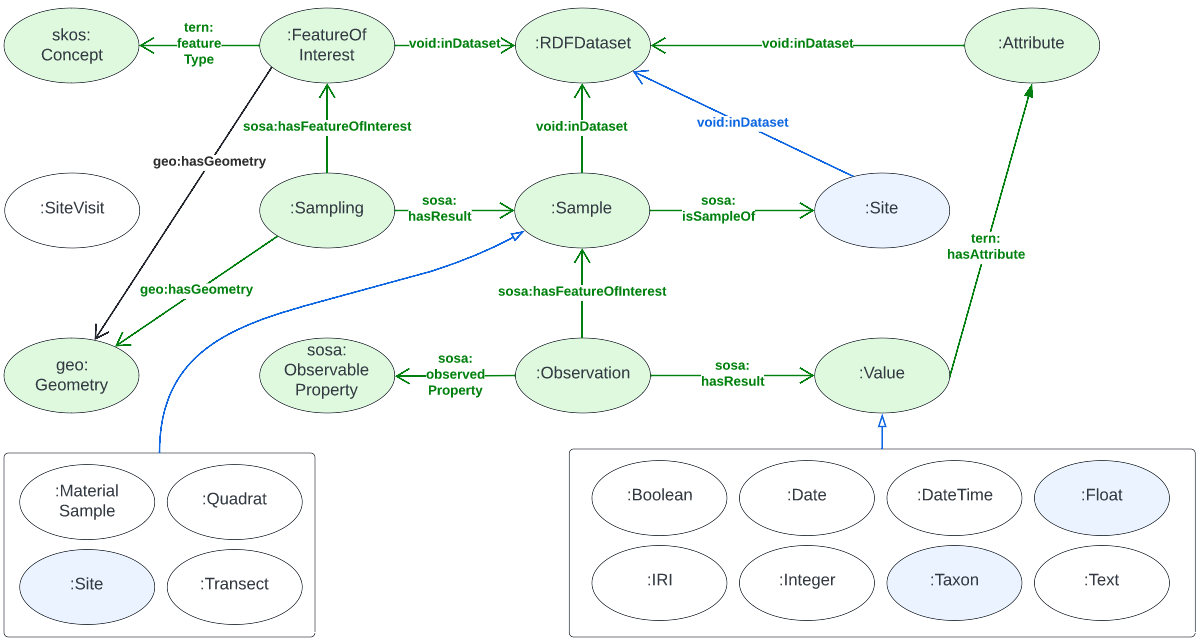 skos:
Concept
tern:
feature
Type
:FeatureOf
Interest
void:inDataset
:RDFDataset
void:inDataset
:Attribute
sosa:hasFeatureOfInterest
void:inDataset
void:inDataset
geo:hasGeometry
:SiteVisit
:Sampling
sosa:
hasResult
:Sample
sosa:
isSampleOf
:Site
tern:
hasAttribute
geo:hasGeometry
sosa:hasFeatureOfInterest
geo:
Geometry
sosa:
Observable
Property
sosa:
observed
Property
:Observation
sosa:
hasResult
:Value
:Material
Sample
:Quadrat
:Site
:Transect
:Boolean
:Date
:DateTime
:Float
:IRI
:Integer
:Taxon
:Text